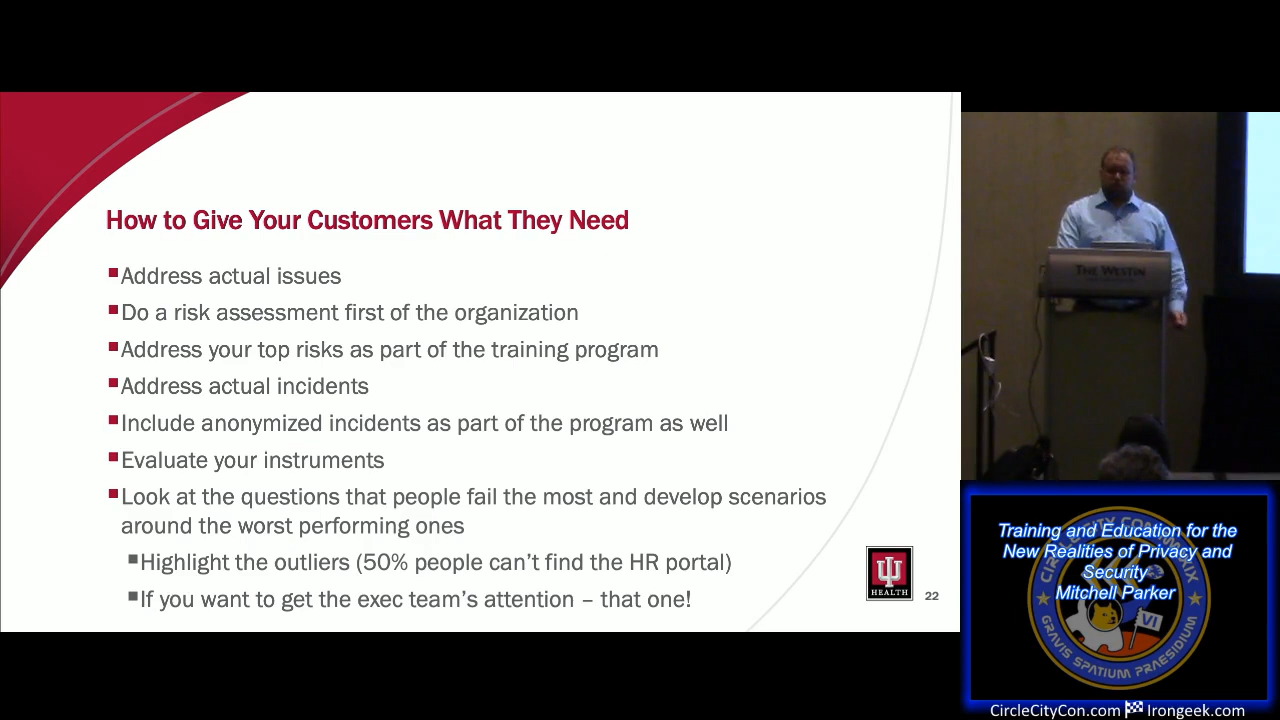 How to Give Your Customers What They Need
Address actual issues
Do a risk assessment first of the organization
Address your top risks as part of the training program
Address actual incidents
Include anonymized incidents as part of the program as well
Evaluate your instruments
Look at the questions that people fail the most and develop scenarios
around the worst performing ones
Highlight the outliers (50% people can't find the HR portal)
If you want to get the exec team's attention – that one!
HEALTH
22
THE WESTIN
Training and Education for the
New Realities of Privacy and
Security
Mitchell Parker
VI
GRAVIS SPATIUM PRAESIDIUM
CircleCityCon.com Irongeek.com